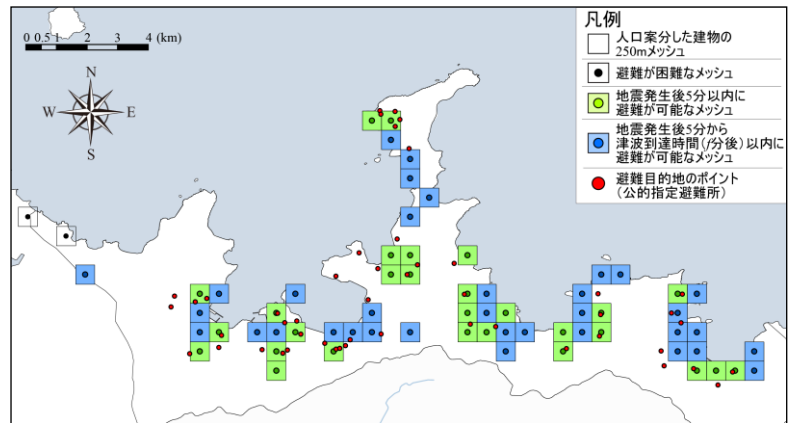 0 0.5 1 2 3 4 (km)
N
W E
S
凡例
人口案分した建物の
250mメッシュ
避難が困難なメッシュ
地震発生後5分以内に
避難が可能なメッシュ
地震発生後5分から
津波到達時間(f分後)以内に
避難が可能なメッシュ
避難目的地のポイント
(公的指定避難所)